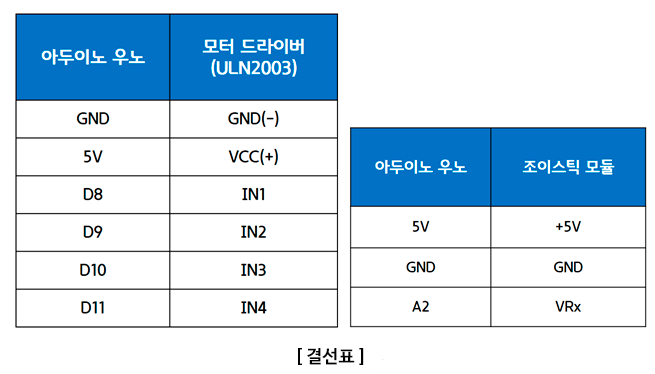 아두이노 우노
모터 드라이버
(ULN2003)
GND
GND(-)
5V
VCC(+)
D8
IN1
D9
IN2
D10
IN3
D11
IN4
아두이노 우노
조이스틱 모듈
5V
+5V
GND
GND
A2
VRx
[ 결선표 ]